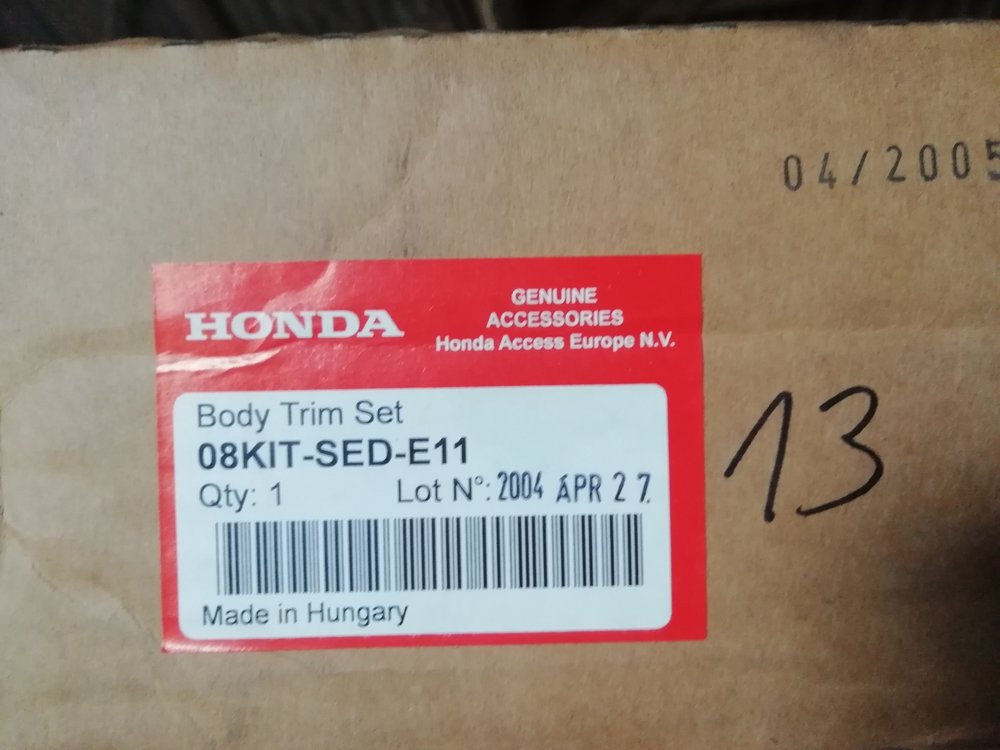 04/2005
HONDA
GENUINE
ACCESSORIES
Honda Access Europe N.V.
Body Trim Set
08KIT-SED-E11
Qty: 1 Lot N°: 2004 APR 27.
13
Made in Hungary